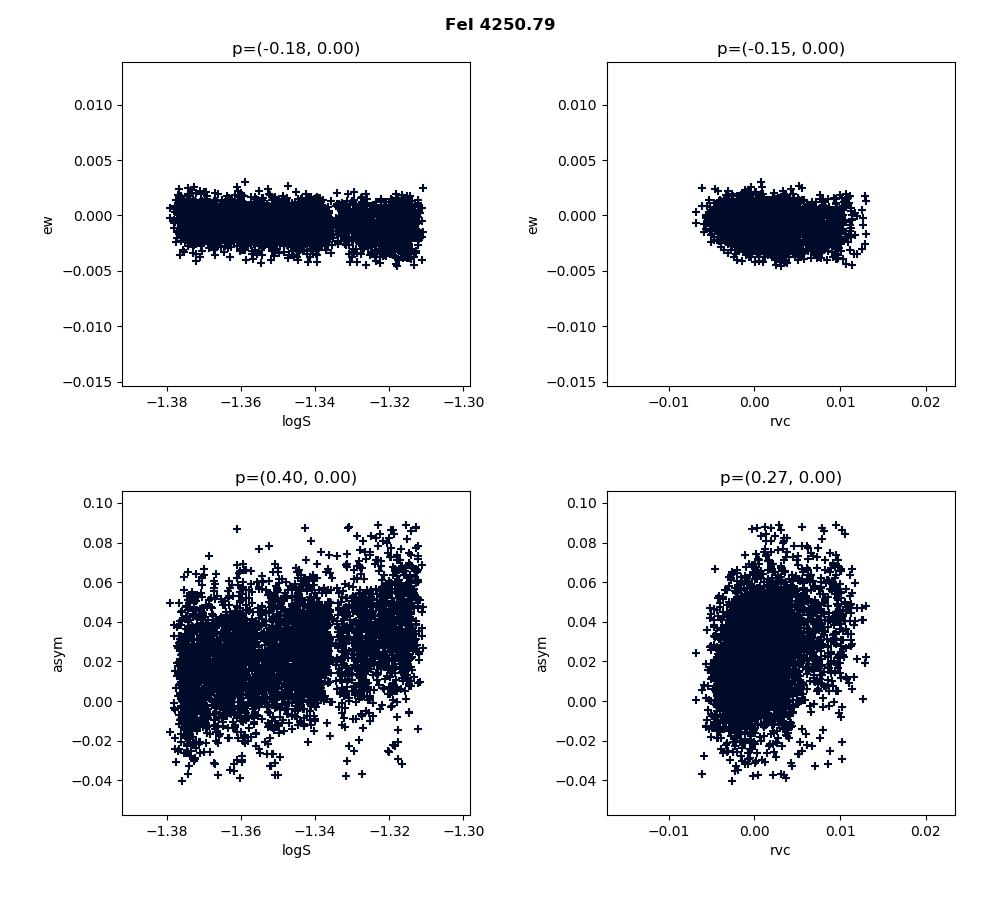 FeI 4250.79
p=(-0.18, 0.00)
p=(-0.15, 0.00)
ew
0.010
0.005
0.000
−0.005
−0.010
−0.015
−1.38 −1.36 −1.34 −1.32 −1.30
logS
ew
0.010
0.005
0.000
−0.005
−0.010
−0.015
−0.01 0.00 0.01 0.02
rvc
p=(0.40, 0.00)
p=(0.27, 0.00)
asym
0.10
0.08
0.06
0.04
0.02
0.00
−0.02
−0.04
−1.38 −1.36 −1.34 −1.32 −1.30
logS
asym
0.10
0.08
0.06
0.04
0.02
0.00
−0.02
−0.04
−0.01 0.00 0.01 0.02
rvc